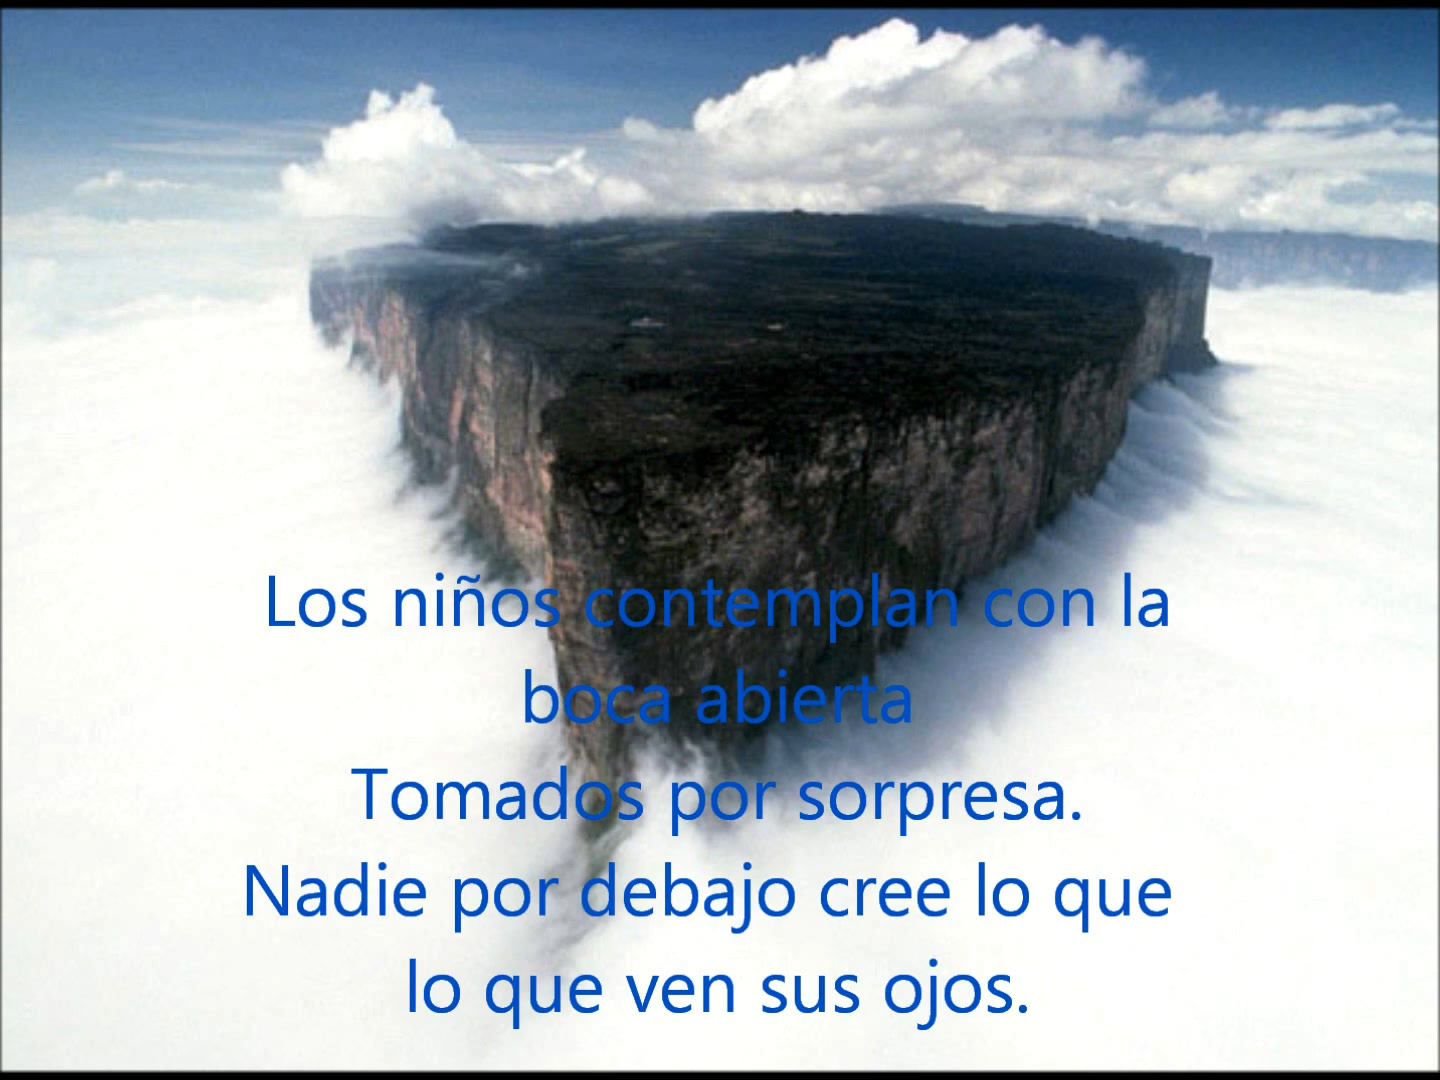 Los niños contemplan con la
boca abierta
Tomados por sorpresa.
Nadie por debajo cree lo que
lo que ven sus ojos.